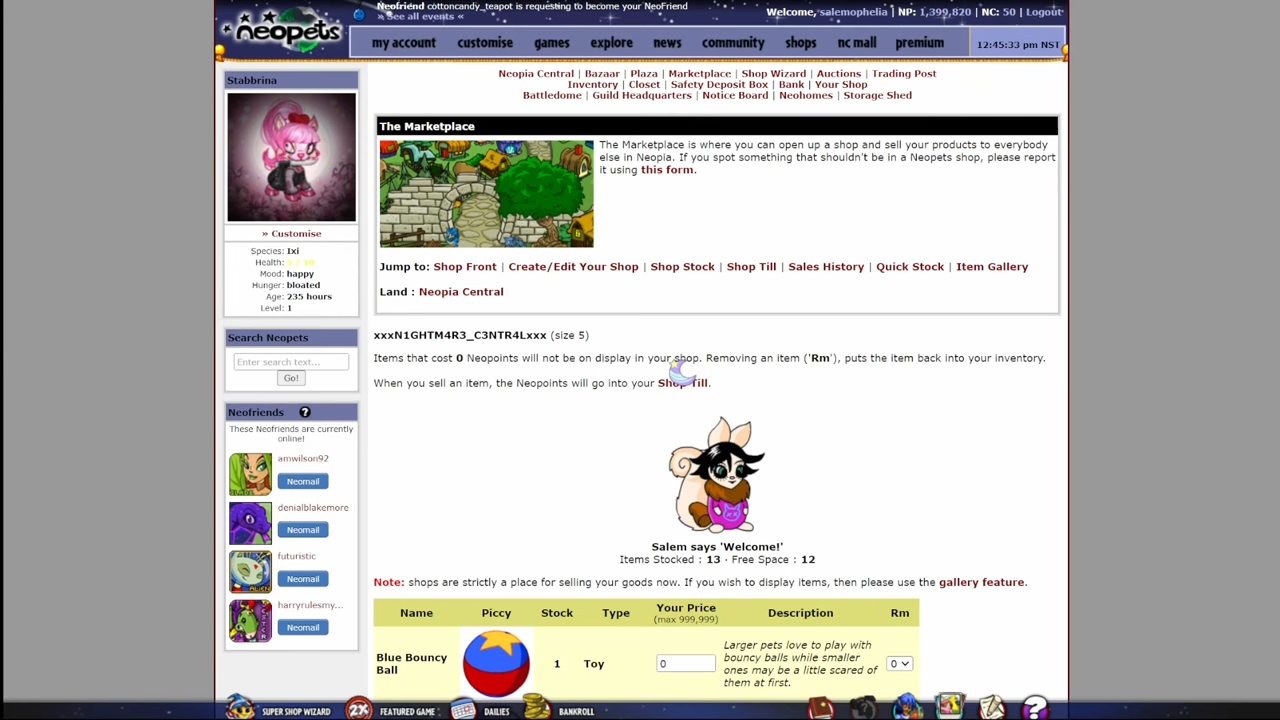 Neofriend cottoncandy_teapot is requesting to become your NeoFriend
« See all events «
Welcome, salemophelia | NP: 1,399,820 | NC: 50 | Logout
neopets
my account customise games explore news community shops nc mall premium
12:45:33 pm NST
Stabbrina
» Customise
Species: Ixi
Health:
Mood: happy
Hunger: bloated
Age: 235 hours
Level: 1
Search Neopets
Enter search text...
Go!
Neofriends ?
These Neofriends are currently
online!
amwilson92
Neomail
denialblakemore
Neomail
futuristic
Neomail
harryrulesmy...
Neomail
Neopia Central | Bazaar | Plaza | Marketplace | Shop Wizard | Auctions | Trading Post
Inventory | Closet | Safety Deposit Box | Bank | Your Shop
Battledome | Guild Headquarters | Notice Board | Neohomes | Storage Shed
The Marketplace
The Marketplace is where you can open up a shop and sell your products to everybody
else in Neopia. If you spot something that shouldn't be in a Neopets shop, please report
it using this form.
Jump to: Shop Front | Create/Edit Your Shop | Shop Stock | Shop Till | Sales History | Quick Stock | Item Gallery
Land : Neopia Central
xxxN1GHTM4R3_C3NTR4Lxxx (size 5)
Items that cost 0 Neopoints will not be on display in your shop. Removing an item ('Rm'), puts the item back into your inventory.
When you sell an item, the Neopoints will go into your Shop Till.
Salem says 'Welcome!'
Items Stocked : 13 · Free Space : 12
Note: shops are strictly a place for selling your goods now. If you wish to display items, then please use the gallery feature.
Name Piccy Stock Type Your Price Description Rm
(max 999,999)
Blue Bouncy
Ball
1 Toy 0
Larger pets love to play with
bouncy balls while smaller
ones may be a little scared of
them at first.
0
SUPER SHOP WIZARD 2X FEATURED GAME DAILIES BANKROLL ?